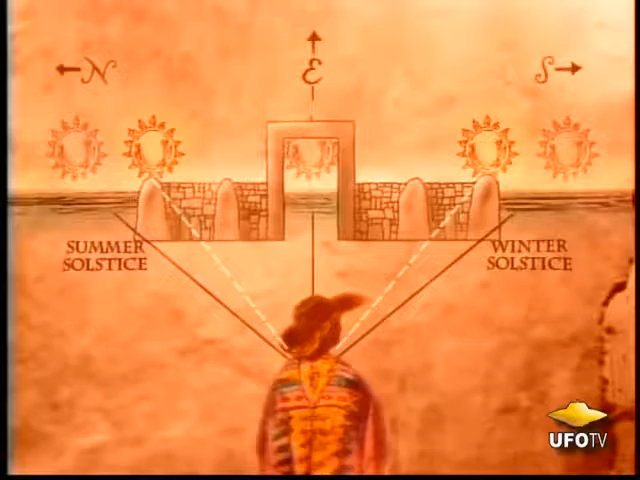 N
E
S
SUMMER
SOLSTICE
WINTER
SOLSTICE
UFOTV